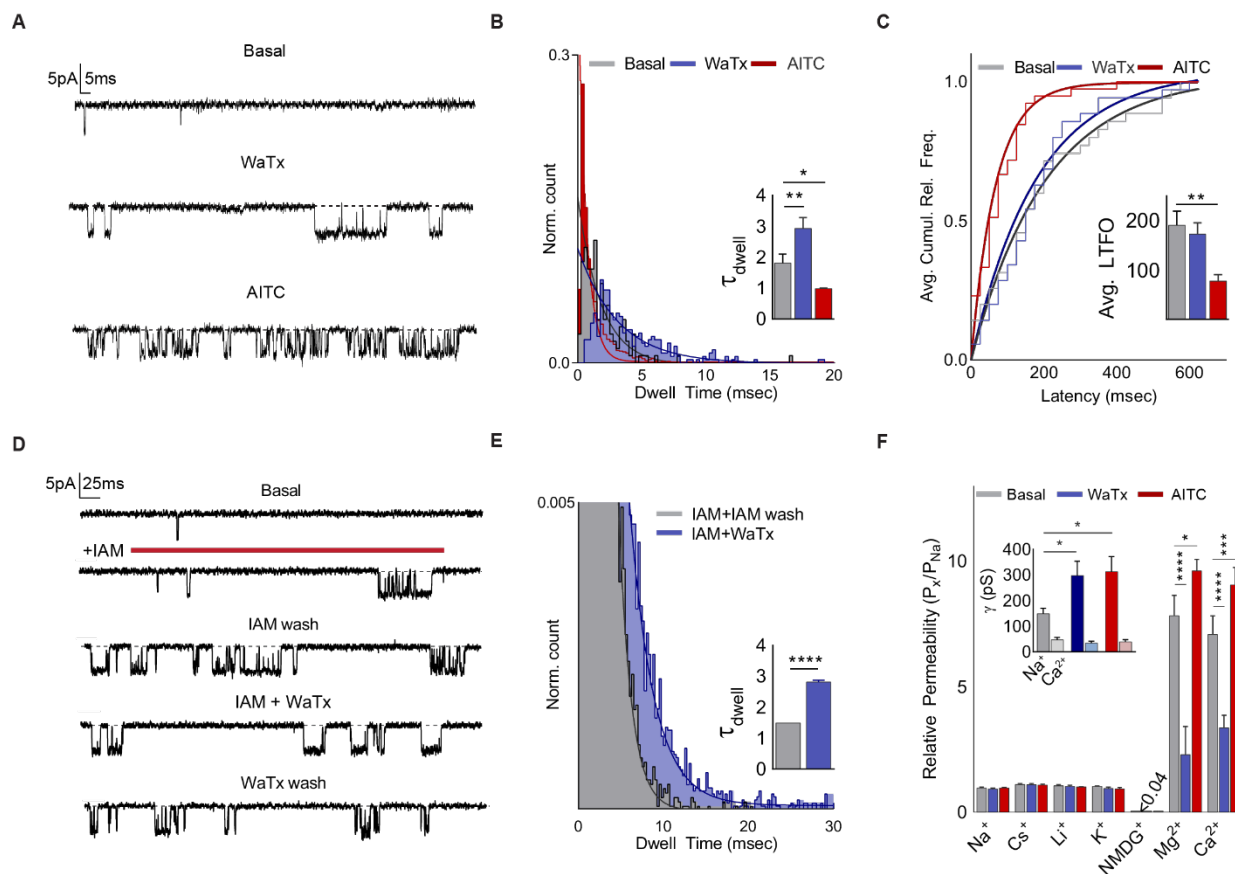 A
Basal
5pA 5ms
WaTx
AITC
B
0.3
Basal WaTx AITC
Norm. count
0.0
0 5 10 15 20
Dwell Time (msec)
4
3
2
1
0
τdwell
*
**
C
Basal WaTx AITC
1.0
0.5
0.0
Avg. Cumul. Rel. Freq.
0 200 400 600
Latency (msec)
Avg. LTFO
200
100
**
D
5pA 25ms
Basal
+IAM
IAM wash
IAM + WaTx
WaTx wash
E
0.005
IAM+IAM wash
IAM+WaTx
Norm. count
0 5 10 15 20 25 30
Dwell Time (msec)
4
3
2
1
0
τdwell
****
F
Basal WaTx AITC
Relative Permeability (PX/PNa)
10
5
0
γ (pS)
400
300
200
100
0
Na+
Ca2+
*
*
<0.04
****
*
****
***
Na+
Cs+
Li+
K+
NMDG+
Mg2+
Ca2+